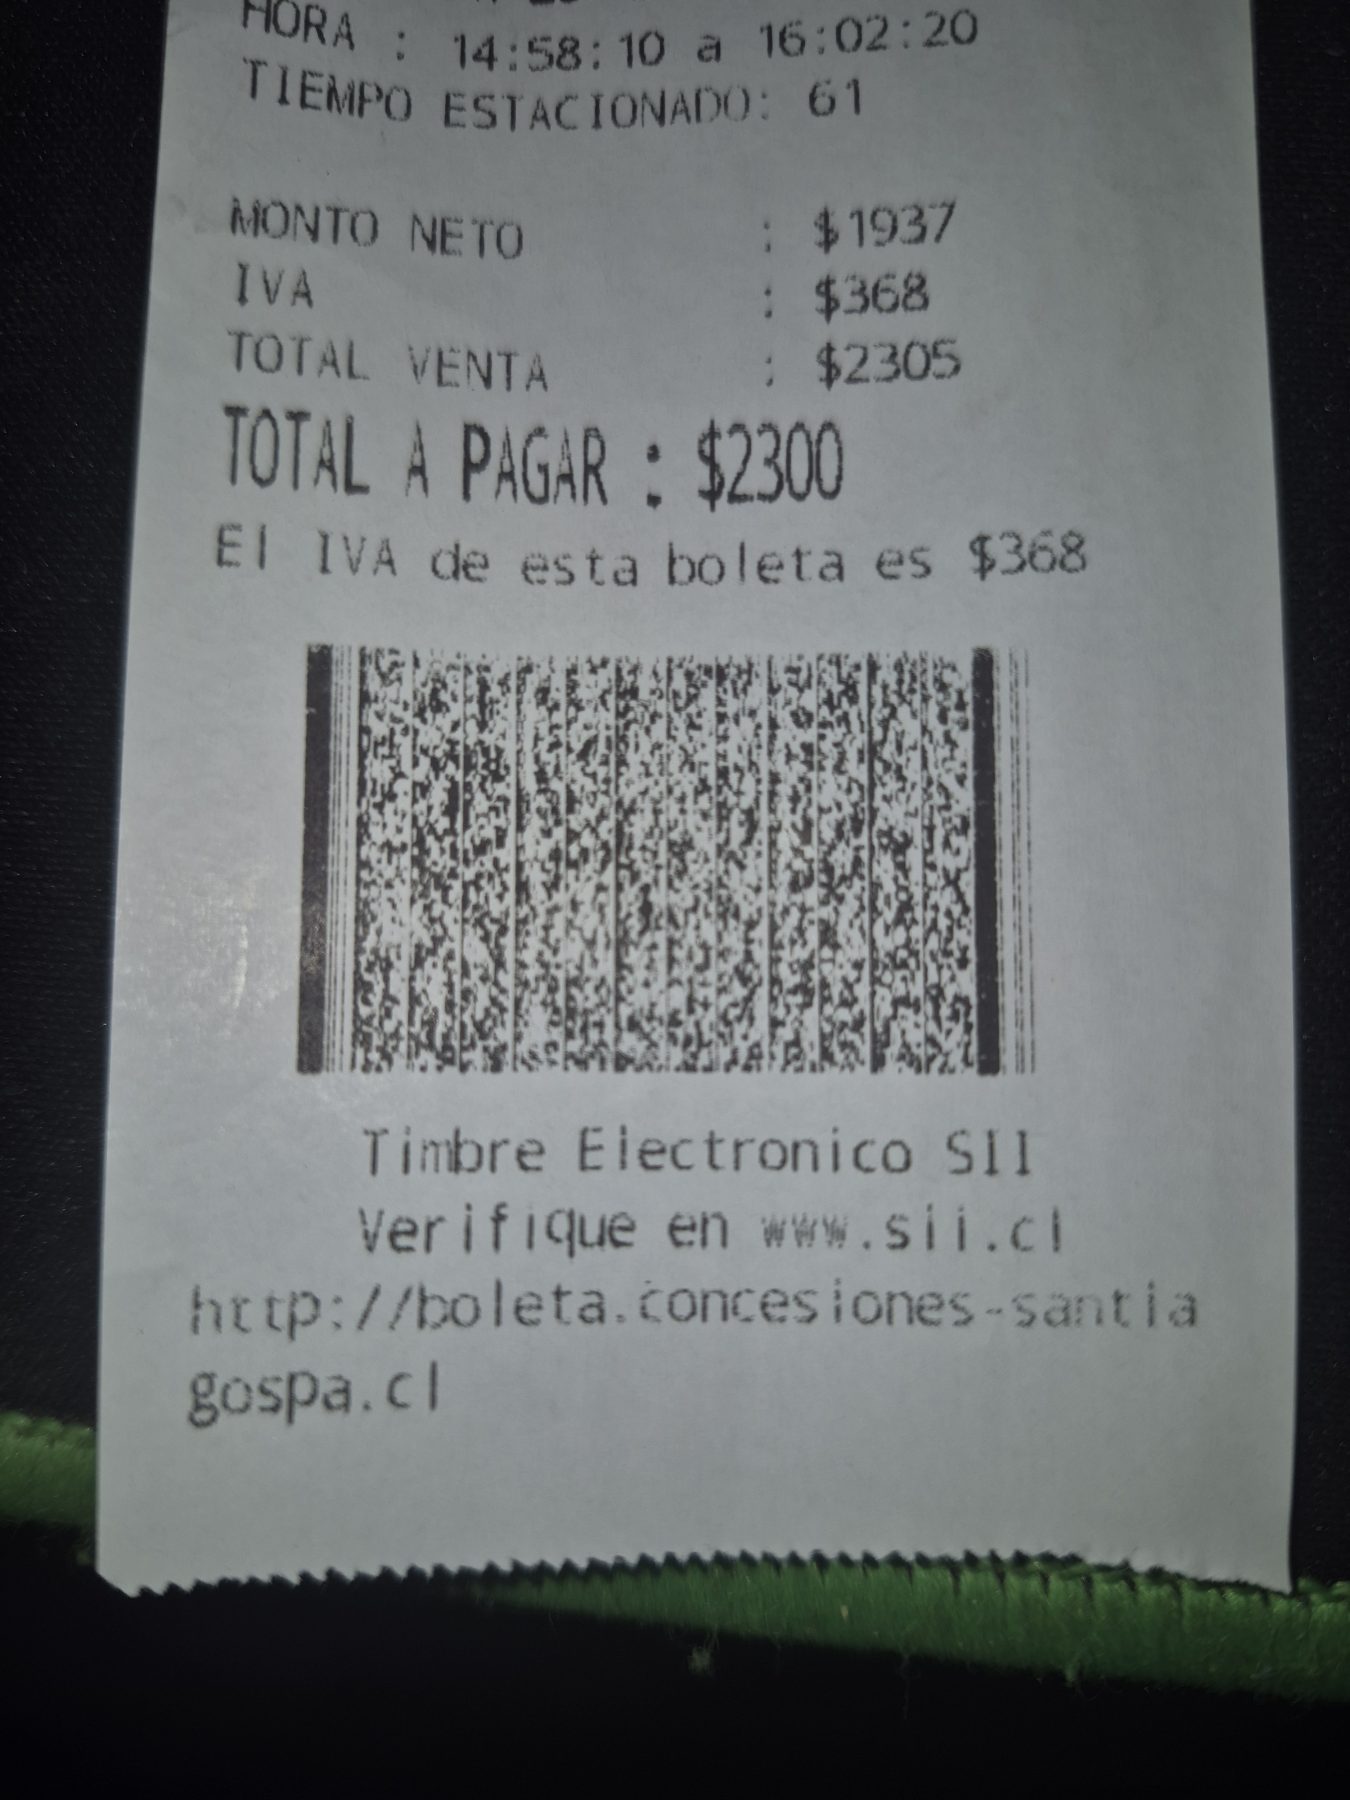 HORA : 14:58:10 a 16:02:20
TIEMPO ESTACIONADO: 61
MONTO NETO : $1937
IVA : $368
TOTAL VENTA : $2305
TOTAL A PAGAR : $2300
El IVA de esta boleta es $368
Timbre Electronico SII
Verifique en www.sii.cl
http://boleta.concesiones-santia
gospa.cl